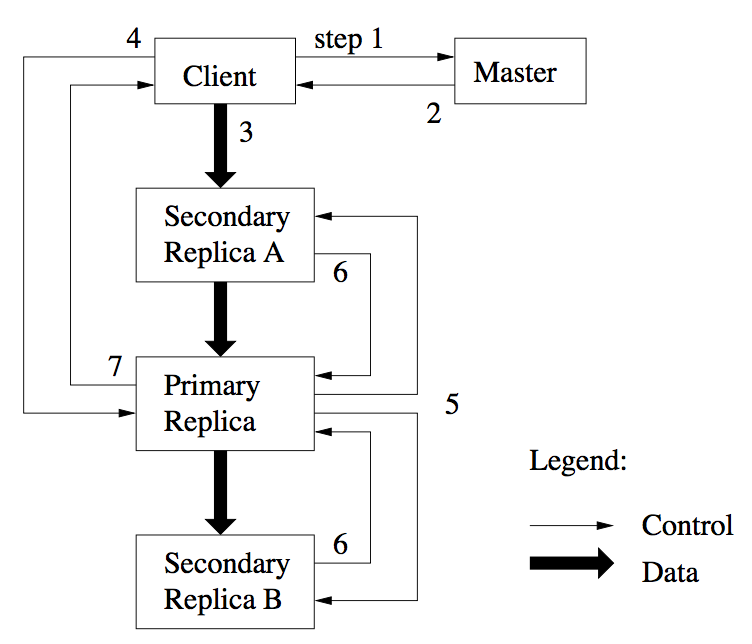 4
step 1
Client
Master
2
3
Secondary
Replica A
6
7
Primary
Replica
5
Legend:
Control
6
Secondary
Replica B
Data